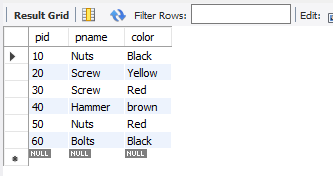 Result Grid Filter Rows: Edit:
pid pname color
10 Nuts Black
20 Screw Yellow
30 Screw Red
40 Hammer brown
50 Nuts Red
60 Bolts Black
NULL NULL NULL